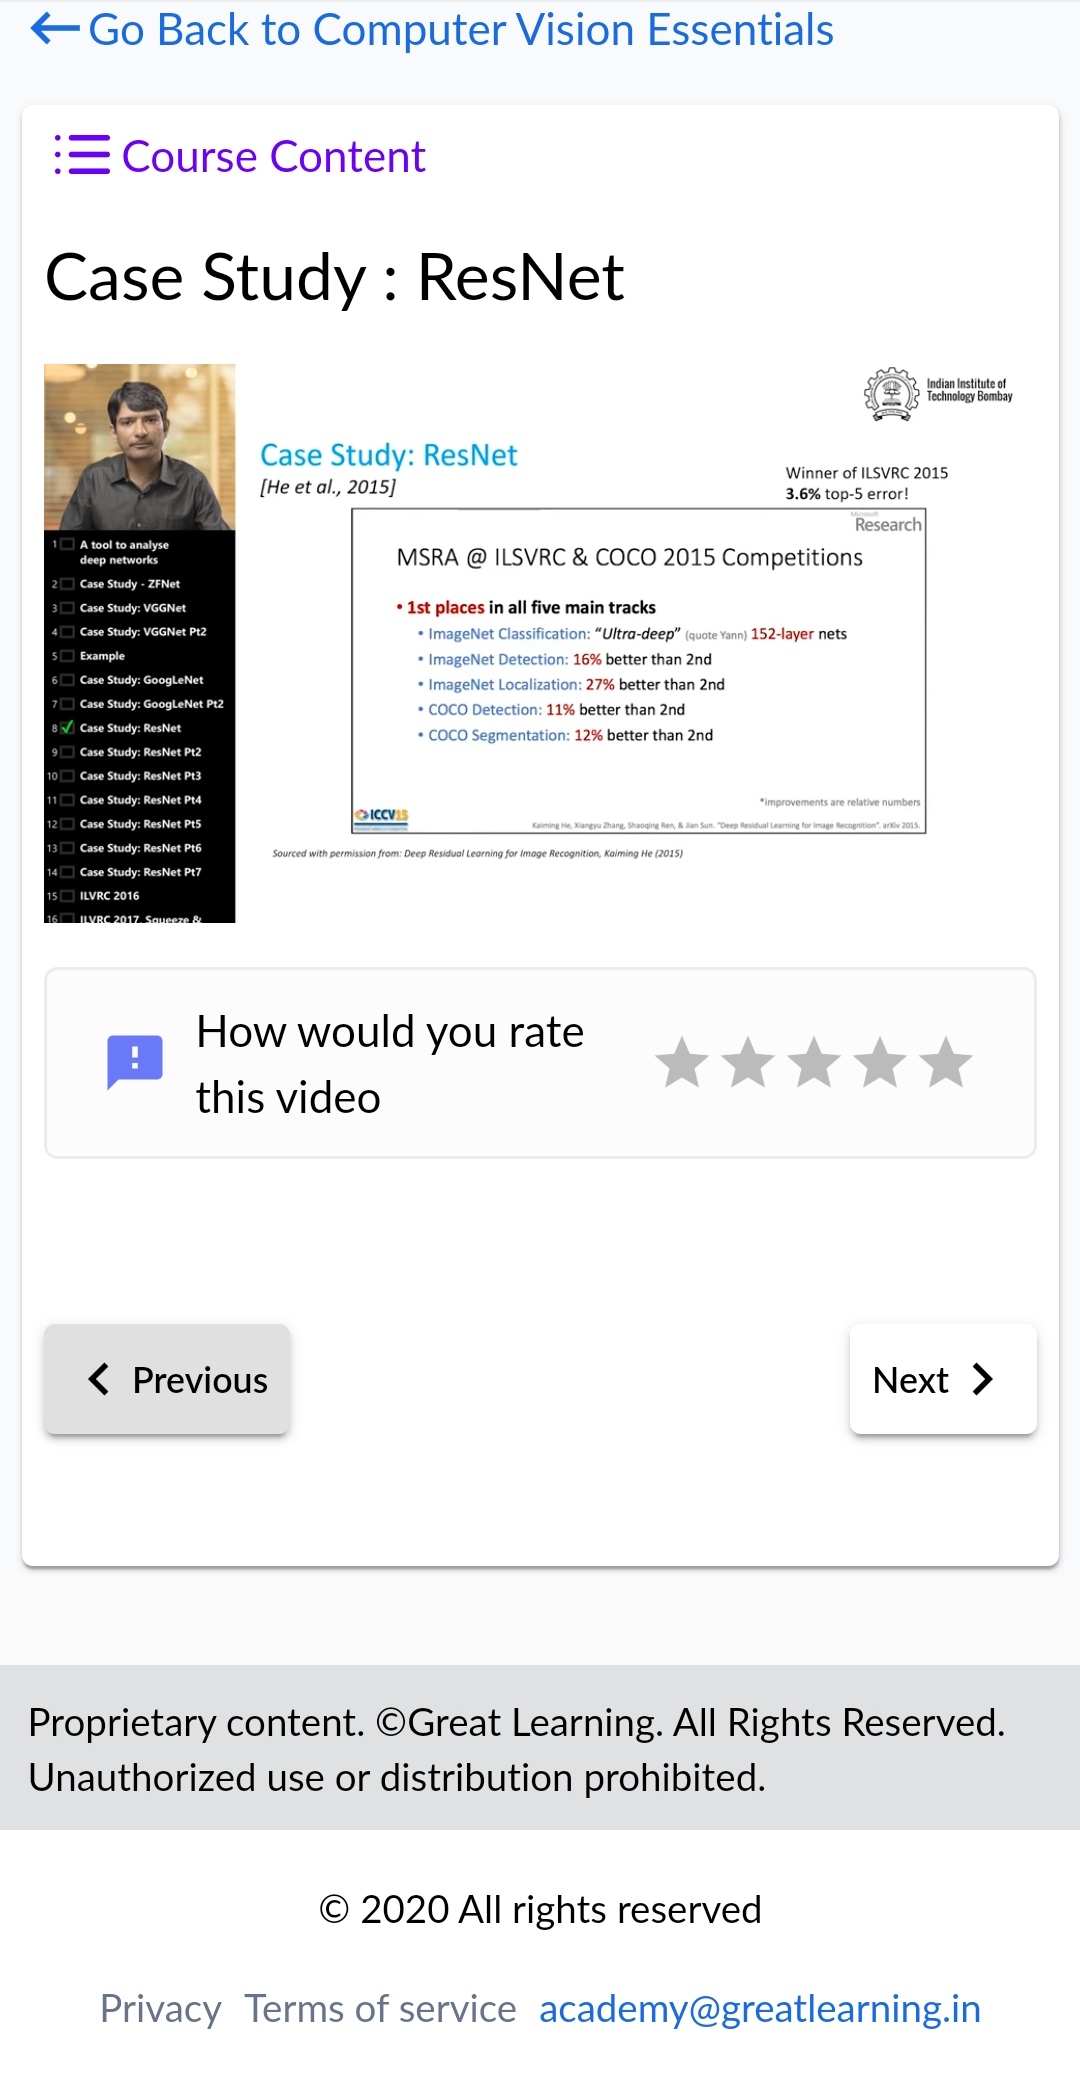 Go Back to Computer Vision Essentials
Course Content
Case Study : ResNet
Indian Institute of
Technology Bombay
Case Study: ResNet
[He et al., 2015]
Winner of ILSVRC 2015
3.6% top-5 error!
Microsoft
Research
MSRA @ ILSVRC & COCO 2015 Competitions
• 1st places in all five main tracks
• ImageNet Classification: “Ultra-deep” (quote Yann) 152-layer nets
• ImageNet Detection: 16% better than 2nd
• ImageNet Localization: 27% better than 2nd
• COCO Detection: 11% better than 2nd
• COCO Segmentation: 12% better than 2nd
*improvements are relative numbers
ICCV15
Kaiming He, Xiangyu Zhang, Shaoqing Ren, & Jian Sun. "Deep Residual Learning for Image Recognition". arXiv 2015.
Sourced with permission from: Deep Residual Learning for Image Recognition, Kaiming He (2015)
1 A tool to analyse
deep networks
2 Case Study - ZFNet
3 Case Study: VGGNet
4 Case Study: VGGNet Pt2
5 Example
6 Case Study: GoogLeNet
7 Case Study: GoogLeNet Pt2
8 Case Study: ResNet
9 Case Study: ResNet Pt2
10 Case Study: ResNet Pt3
11 Case Study: ResNet Pt4
12 Case Study: ResNet Pt5
13 Case Study: ResNet Pt6
14 Case Study: ResNet Pt7
15 ILVRC 2016
16 ILVRC 2017, Squeeze &
How would you rate
this video
Previous
Next
Proprietary content. ©Great Learning. All Rights Reserved.
Unauthorized use or distribution prohibited.
© 2020 All rights reserved
Privacy Terms of service academy@greatlearning.in